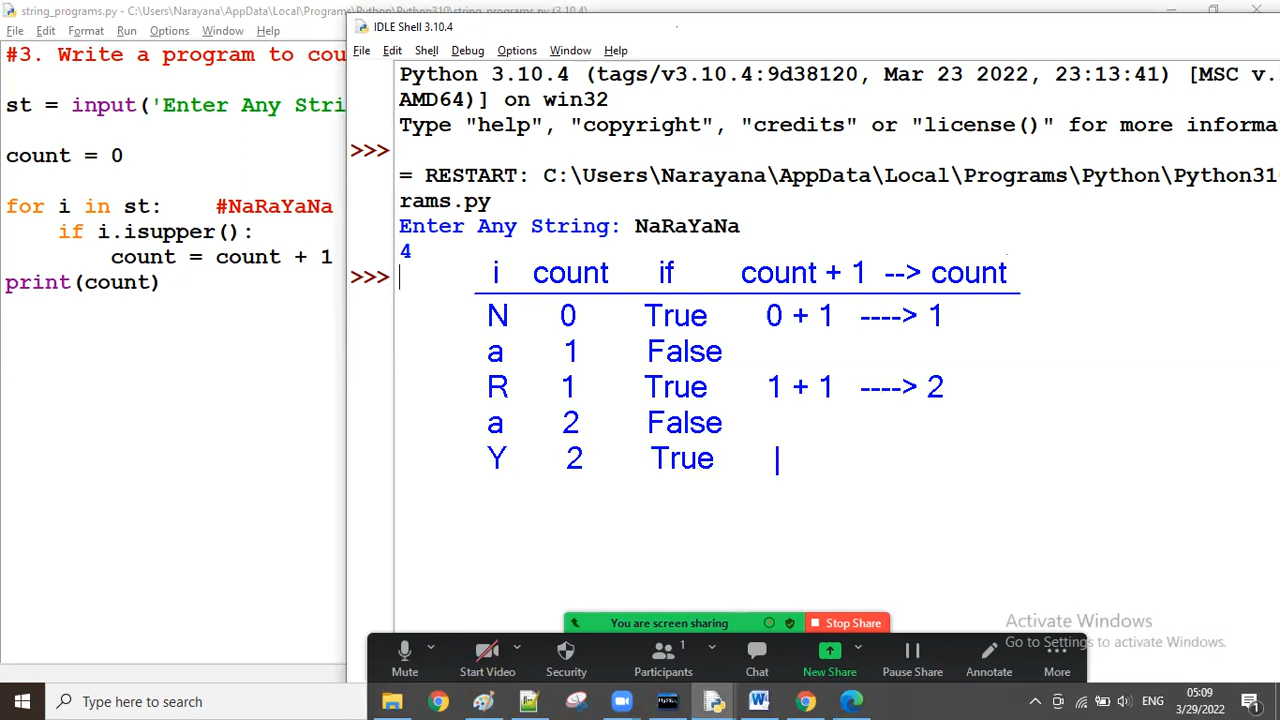 string_programs.py - C:\Users\Narayana\AppData\Local\Programs\Python\Python310\string_programs.py (3.10.4)
File Edit Format Run Options Window Help
#3. Write a program to cou
st = input('Enter Any Stri
count = 0
for i in st: #NaRaYaNa
if i.isupper():
count = count + 1
print(count)
IDLE Shell 3.10.4
File Edit Shell Debug Options Window Help
Python 3.10.4 (tags/v3.10.4:9d38120, Mar 23 2022, 23:13:41) [MSC v.
AMD64)] on win32
Type "help", "copyright", "credits" or "license()" for more informa
>>>
= RESTART: C:\Users\Narayana\AppData\Local\Programs\Python\Python310
rams.py
Enter Any String: NaRaYaNa
4
>>>
i count if count + 1 --> count
N 0 True 0 + 1 ----> 1
a 1 False
R 1 True 1 + 1 ----> 2
a 2 False
Y 2 True
You are screen sharing Stop Share
Activate Windows
Go to Settings to activate Windows.
Mute Start Video Security Participants 1 Chat New Share Pause Share Annotate More
Type here to search
ENG
05:09
3/29/2022
1